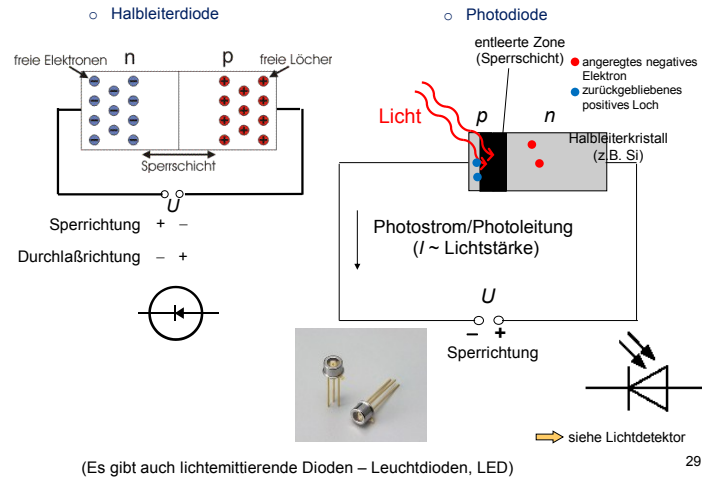 Halbleiterdiode
freie Elektronen n p freie Löcher
Sperrschicht
U
Sperrichtung + –
Durchlaßrichtung – +
Photodiode
entleerte Zone
(Sperrschicht)
angeregtes negatives
Elektron
zurückgebliebenes
positives Loch
Licht
p n
Halbleiterkristall
(z.B. Si)
Photostrom/Photoleitung
(I ~ Lichtstärke)
U
– +
Sperrichtung
siehe Lichtdetektor
(Es gibt auch lichtemittierende Dioden – Leuchtdioden, LED)
29